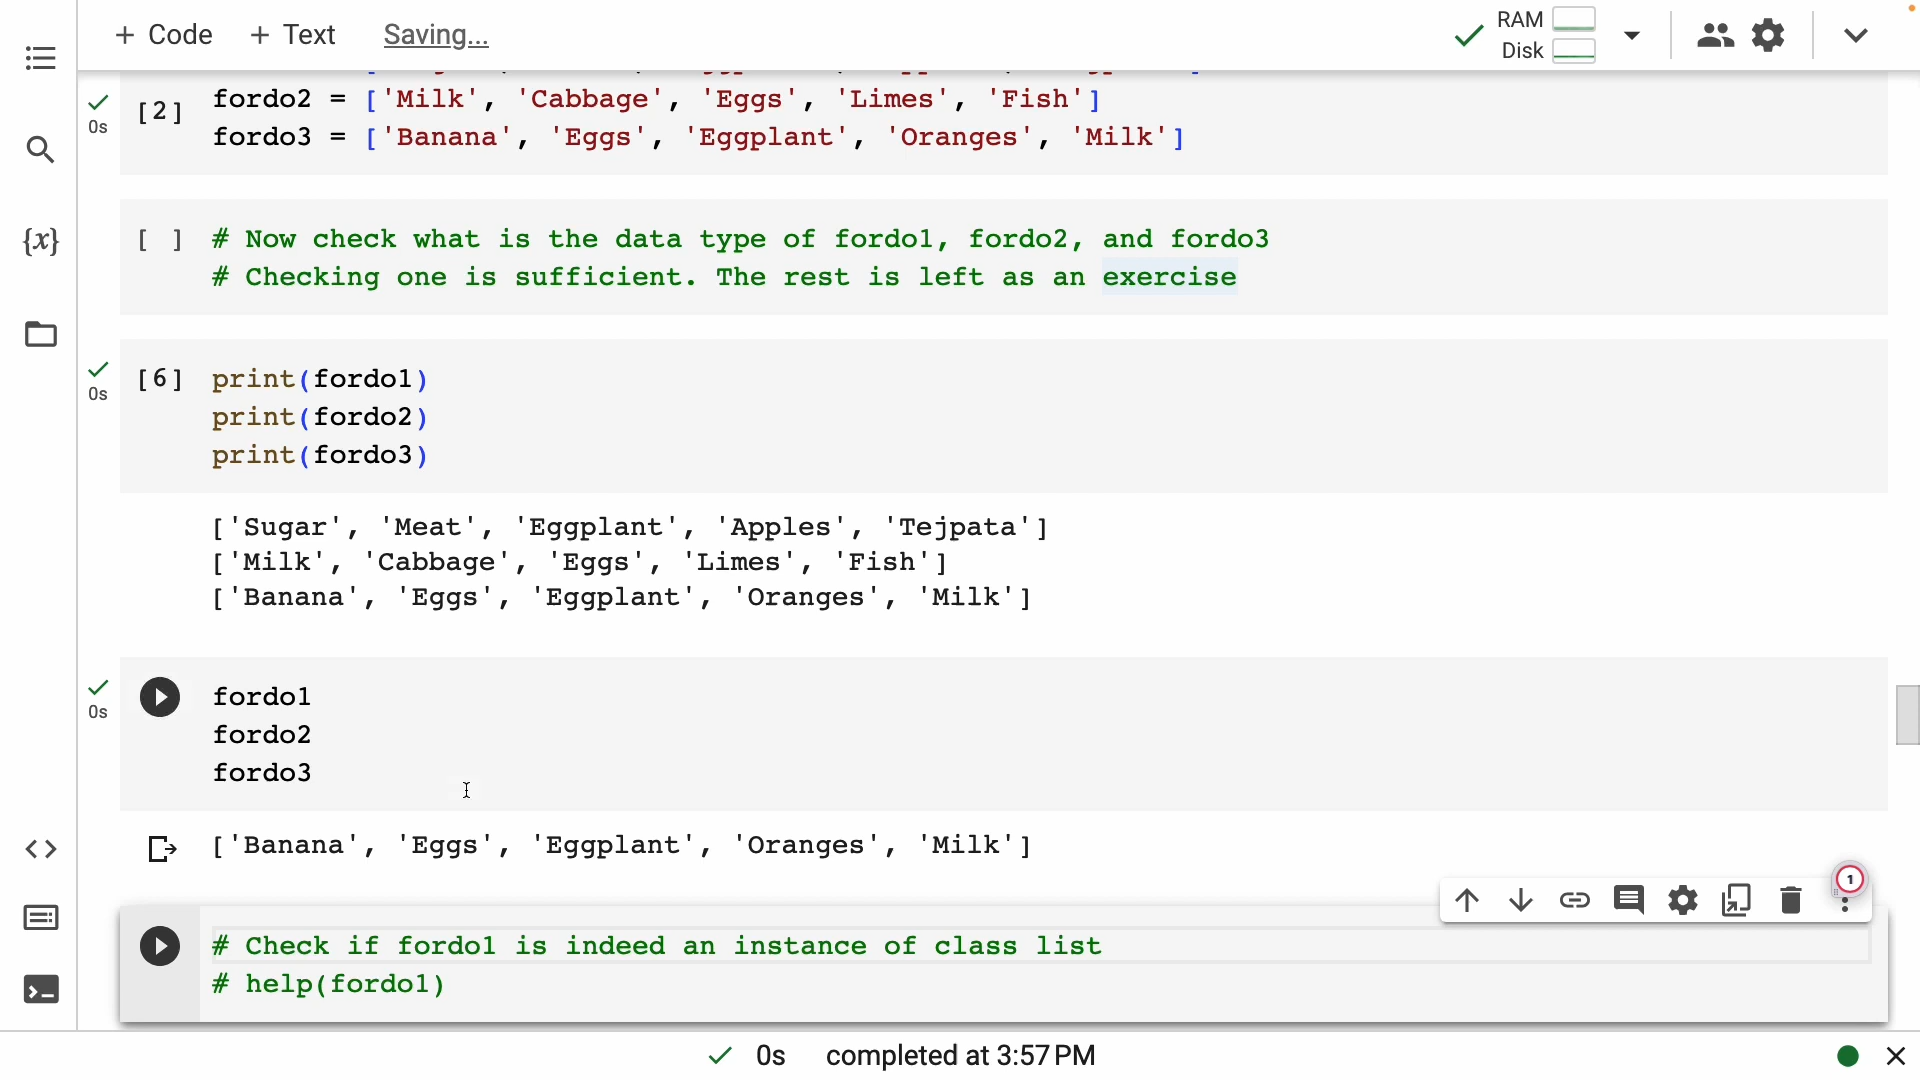 + Code + Text Saving...
RAM
Disk
{x}
[2] fordo2 = ['Milk', 'Cabbage', 'Eggs', 'Limes', 'Fish']
0s fordo3 = ['Banana', 'Eggs', 'Eggplant', 'Oranges', 'Milk']
[ ] # Now check what is the data type of fordo1, fordo2, and fordo3
# Checking one is sufficient. The rest is left as an exercise
[6] print(fordo1)
0s
print(fordo2)
print(fordo3)
['Sugar', 'Meat', 'Eggplant', 'Apples', 'Tejpata']
['Milk', 'Cabbage', 'Eggs', 'Limes', 'Fish']
['Banana', 'Eggs', 'Eggplant', 'Oranges', 'Milk']
fordo1
0s
fordo2
fordo3
['Banana', 'Eggs', 'Eggplant', 'Oranges', 'Milk']
1
# Check if fordo1 is indeed an instance of class list
# help(fordo1)
0s completed at 3:57 PM